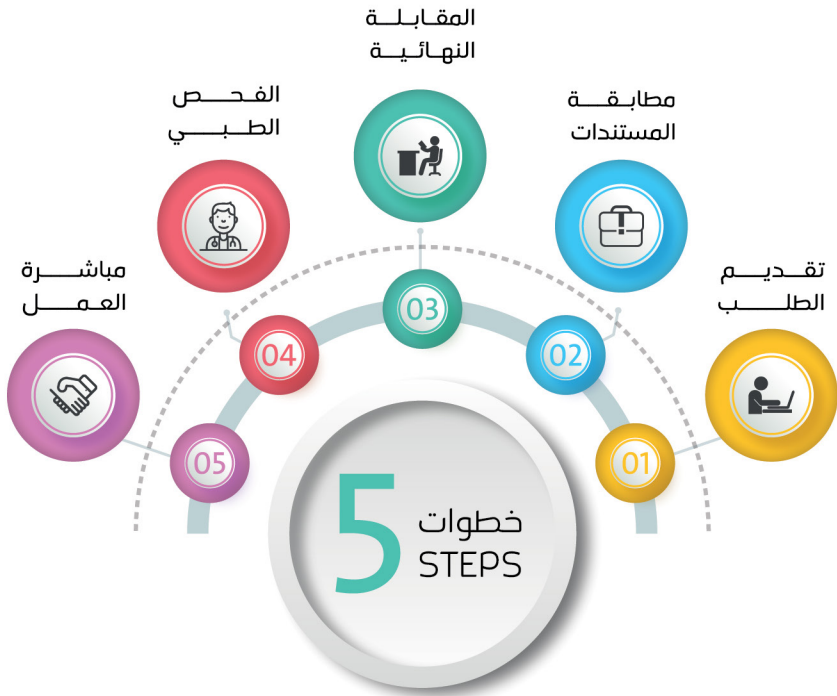 المقابلة
النهائية
مطابقة
المستندات
الفحص
الطبي
تقديم
الطلب
مباشرة
العمل
03
02
04
01
05
5
خطوات
STEPS